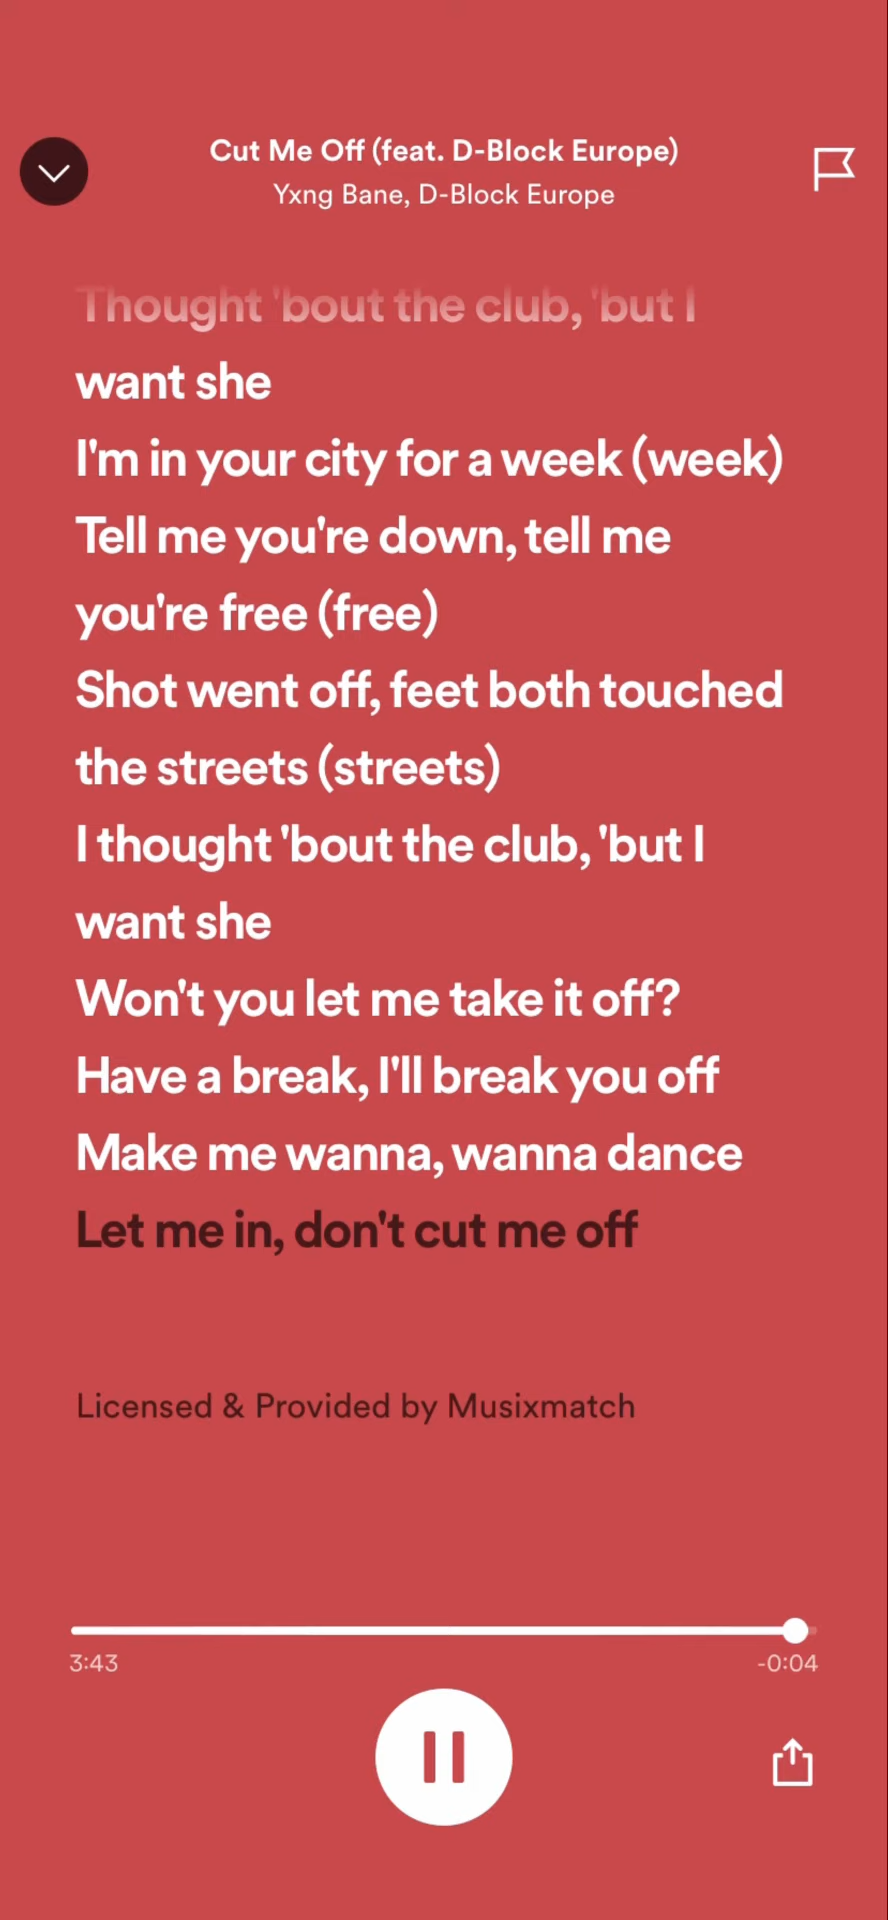 Cut Me Off (feat. D-Block Europe)
Yxng Bane, D-Block Europe
Thought 'bout the club, 'but I
want she
I'm in your city for a week (week)
Tell me you're down, tell me
you're free (free)
Shot went off, feet both touched
the streets (streets)
I thought 'bout the club, 'but I
want she
Won't you let me take it off?
Have a break, I'll break you off
Make me wanna, wanna dance
Let me in, don't cut me off
Licensed & Provided by Musixmatch
3:43
-0:04